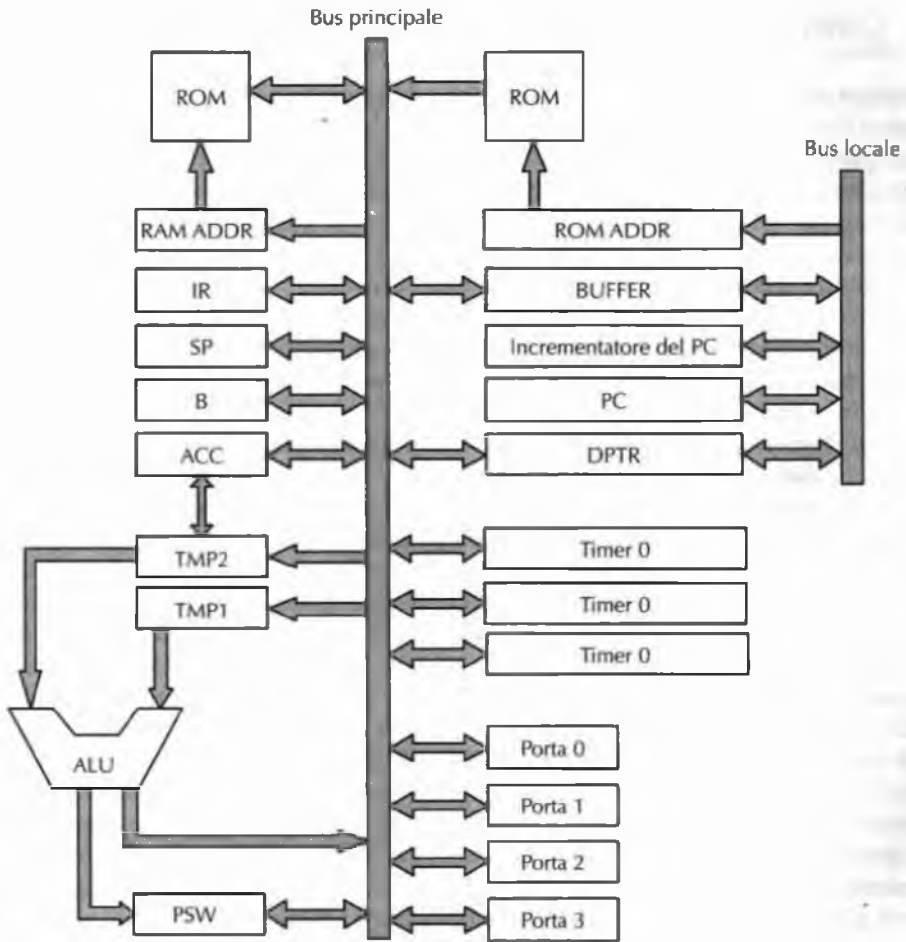 Bus principale
ROM
ROM
Bus locale
RAM ADDR
ROM ADDR
IR
BUFFER
SP
Incrementatore del PC
B
PC
ACC
DPTR
TMP2
Timer 0
TMP1
Timer 0
Timer 0
ALU
Porta 0
Porta 1
Porta 2
PSW
Porta 3